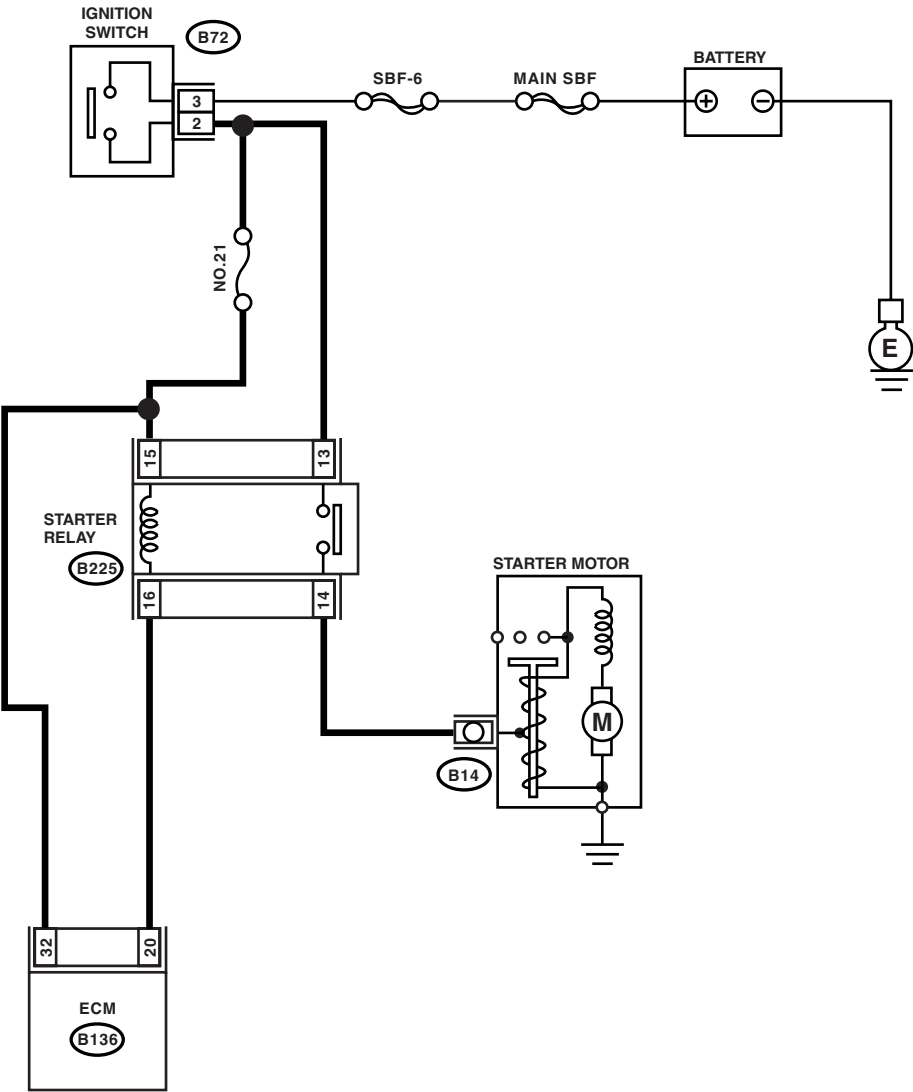 IGNITION
SWITCH
B72
SBF-6
MAIN SBF
BATTERY
3
2
NO.21
E
15
13
STARTER
RELAY
B225
16
14
STARTER MOTOR
M
B14
32
20
ECM
B136